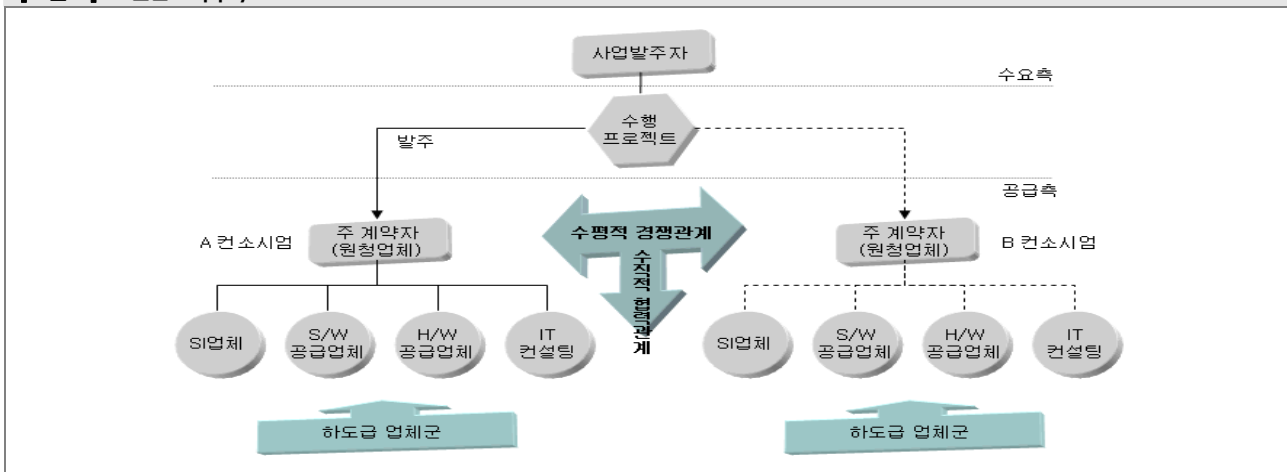 사업발주자
수요측
수행
프로젝트
발주
공급측
A 컨소시엄
주 계약자
(원청업체)
수평적 경쟁관계
수직적 협력관계
주 계약자
(원청업체)
B 컨소시엄
SI업체
S/W
공급업체
H/W
공급업체
IT
컨설팅
SI업체
S/W
공급업체
H/W
공급업체
IT
컨설팅
하도급 업체군
하도급 업체군